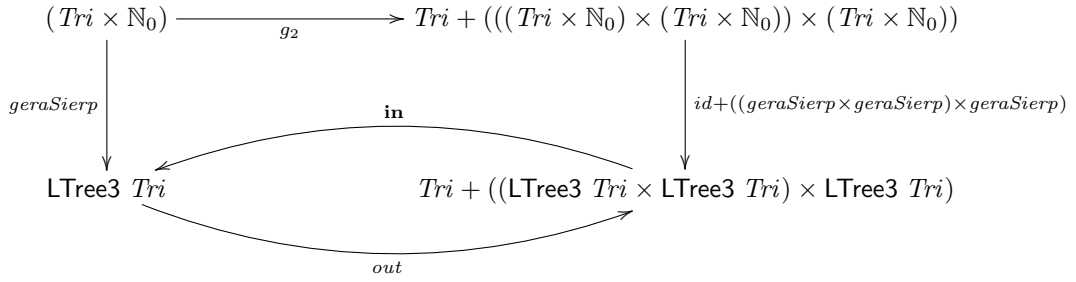 (Tri × ℕ₀) g₂ Tri + (((Tri × ℕ₀) × (Tri × ℕ₀)) × (Tri × ℕ₀))
geraSierp in id+((geraSierp×geraSierp)×geraSierp)
LTree3 Tri Tri + ((LTree3 Tri × LTree3 Tri) × LTree3 Tri)
out